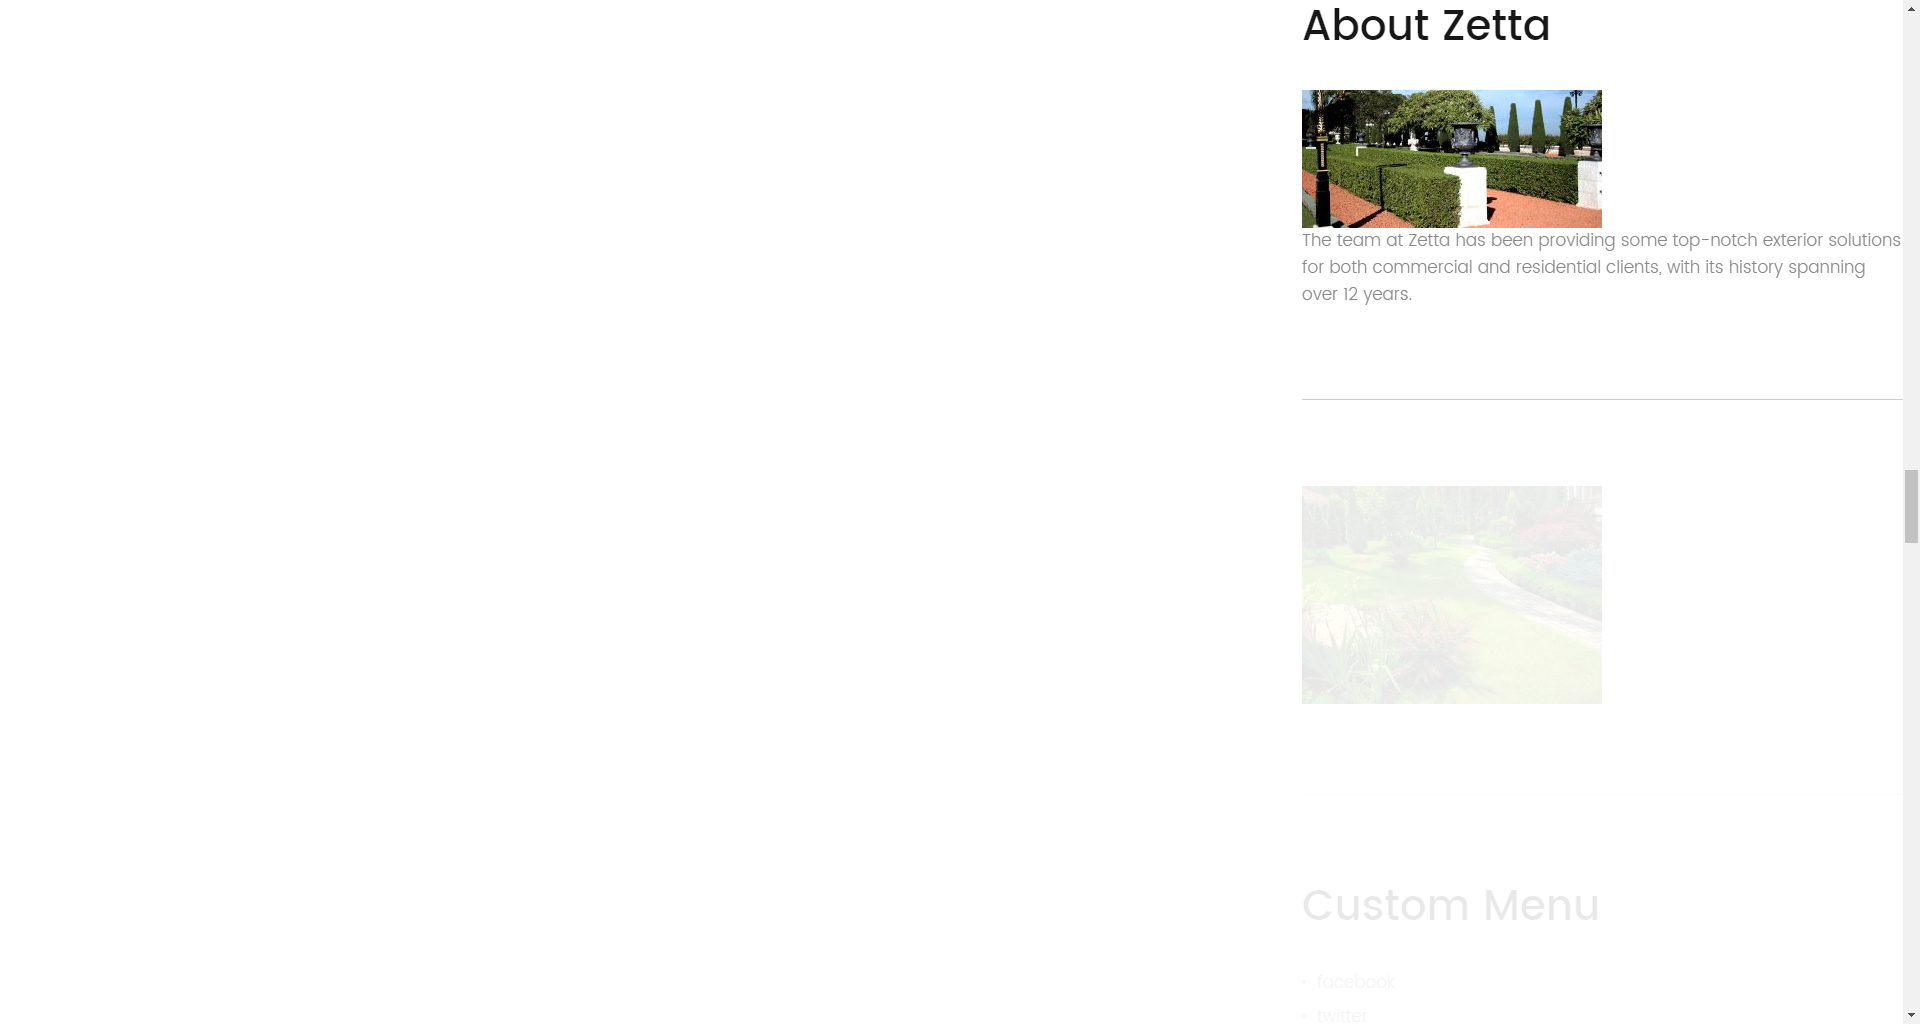 About Zetta
The team at Zetta has been providing some top-notch exterior solutions
for both commercial and residential clients, with its history spanning
over 12 years.
Custom Menu
facebook
twitter